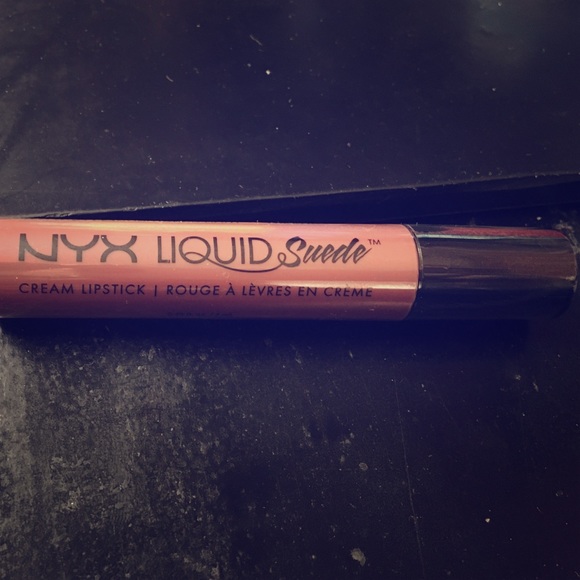 NYX LIQUID Suede™
CREAM LIPSTICK | ROUGE À LÈVRES EN CRÈME